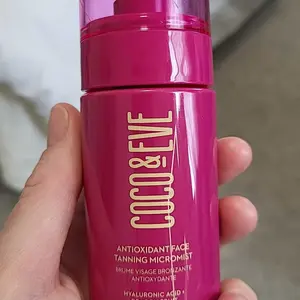 COCO & EVE
ANTIOXIDANT FACE
TANNING MICROMIST
BRUME VISAGE BRONZANTE
ANTIOXYDANTE
HYALURONIC ACID +